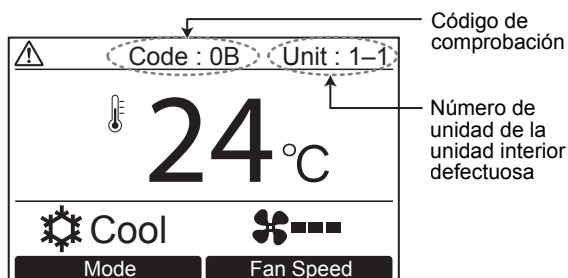 Código de
comprobación
Code : 0B Unit : 1–1
24 °C
Número de
unidad de la
unidad interior
defectuosa
Cool
Mode Fan Speed